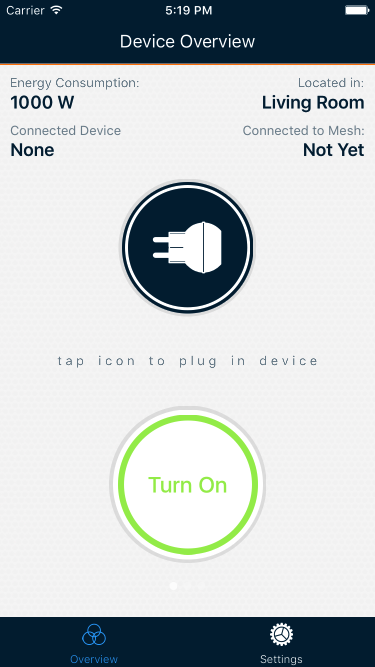 Carrier 5:19 PM
Device Overview
Energy Consumption: Located in:
1000 W Living Room
Connected Device Connected to Mesh:
None Not Yet
tap icon to plug in device
Turn On
Overview Settings